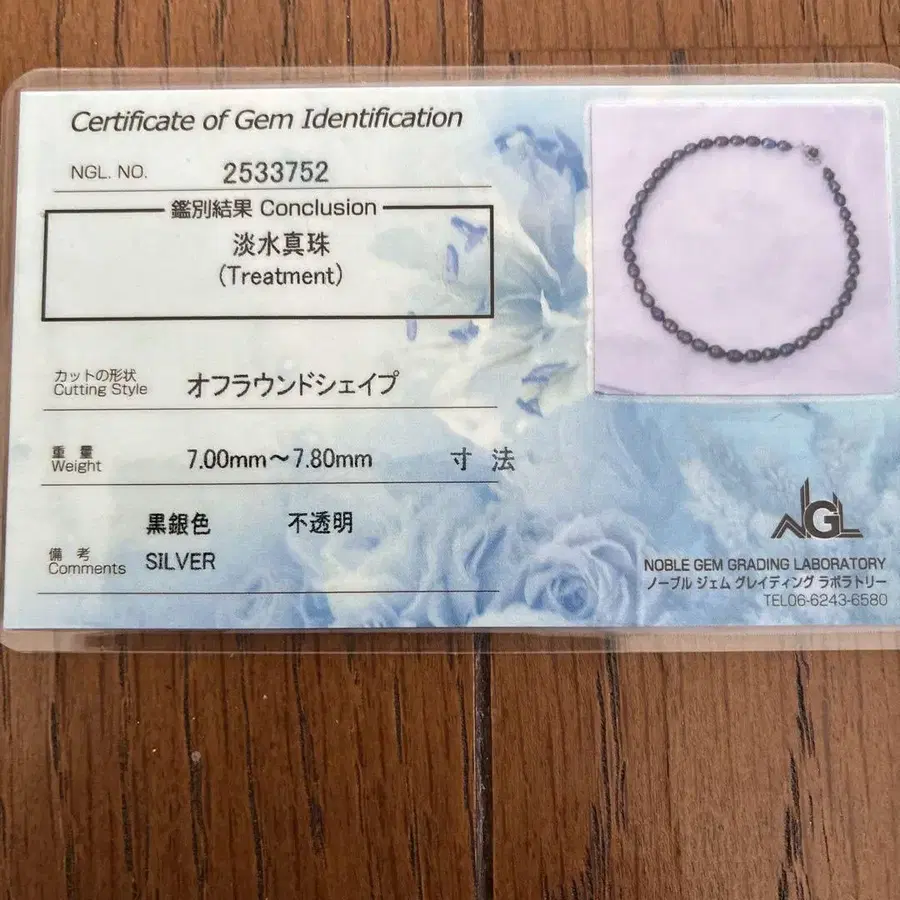 Certificate of Gem Identification
NGL. NO. 2533752
鑑別結果 Conclusion
淡水真珠
(Treatment)
カットの形状
Cutting Style
オフラウンドシェイプ
重 量
Weight
7.00mm～7.80mm 寸 法
黒銀色 不透明
備 考
Comments
SILVER
NGL
NOBLE GEM GRADING LABORATORY
ノーブル ジェム グレイディング ラボラトリー
TEL06-6243-6580